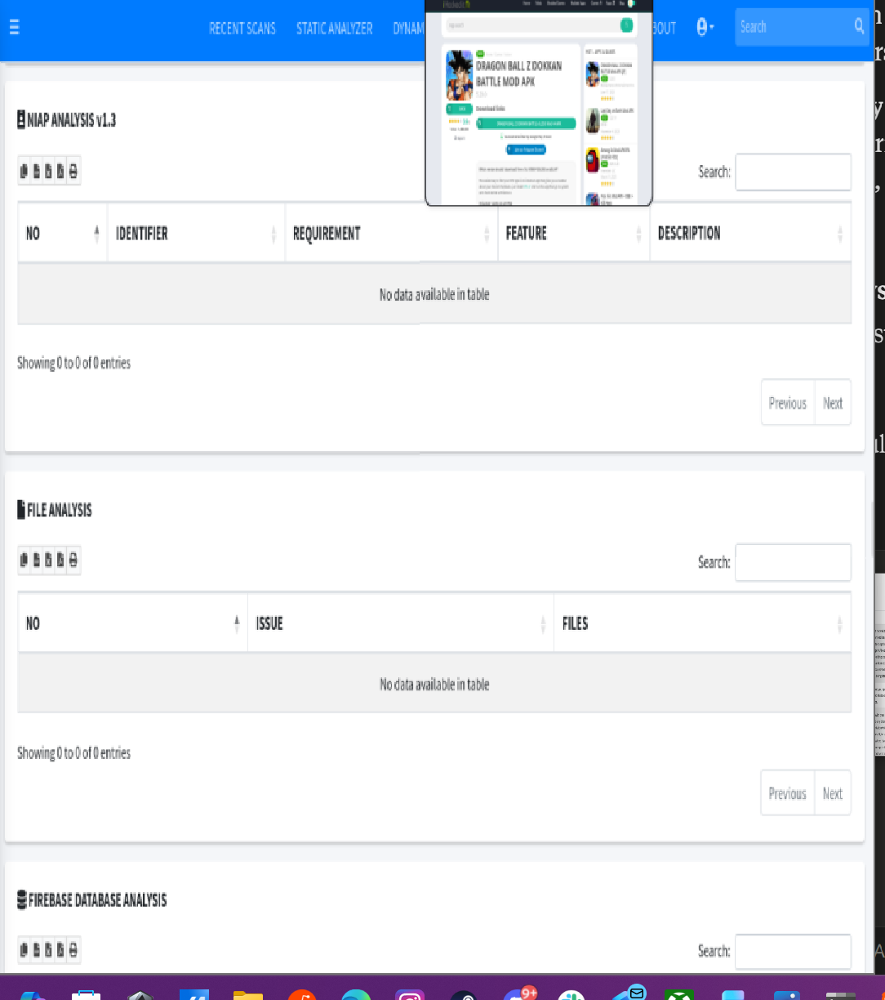 RECENT SCANS STATIC ANALYZER DYNAM BOUT Search
DRAGON BALL Z DOKKAN
BATTLE MOD APK
Download links
NIAP ANALYSIS v1.3
Search:
NO IDENTIFIER REQUIREMENT FEATURE DESCRIPTION
No data available in table
Showing 0 to 0 of 0 entries
Previous Next
FILE ANALYSIS
Search:
NO ISSUE FILES
No data available in table
Showing 0 to 0 of 0 entries
Previous Next
FIREBASE DATABASE ANALYSIS
Search:
9+